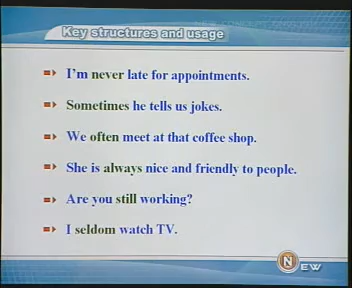 Key structures and usage
I'm never late for appointments.
Sometimes he tells us jokes.
We often meet at that coffee shop.
She is always nice and friendly to people.
Are you still working?
I seldom watch TV.
NEW